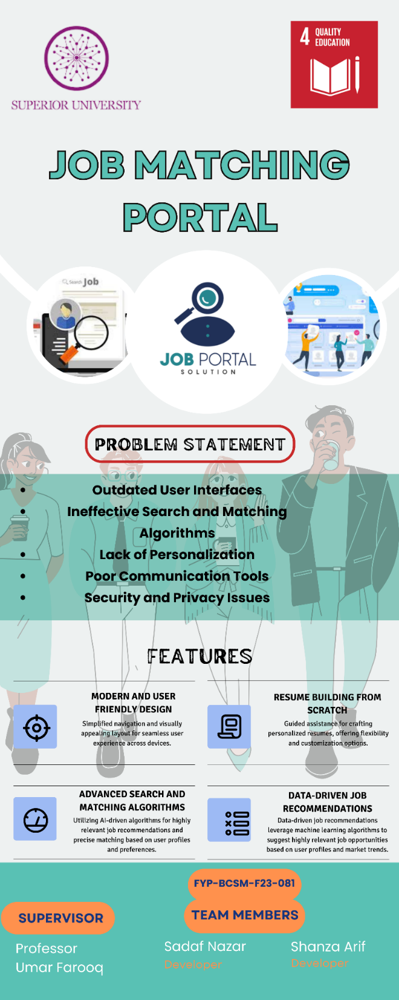 SUPERIOR UNIVERSITY
4 QUALITY
EDUCATION
JOB MATCHING
PORTAL
Search Job
JOB PORTAL
SOLUTION
PROBLEM STATEMENT
• Outdated User Interfaces
• Ineffective Search and Matching
Algorithms
• Lack of Personalization
• Poor Communication Tools
• Security and Privacy Issues
FEATURES
MODERN AND USER
FRIENDLY DESIGN
Simplified navigation and visually
appealing layout for seamless user
experience across devices.
RESUME BUILDING FROM
SCRATCH
Guided assistance for crafting
personalized resumes, offering flexibility
and customization options.
ADVANCED SEARCH AND
MATCHING ALGORITHMS
Utilizing AI-driven algorithms for highly
relevant job recommendations and
precise matching based on user profiles
and preferences.
DATA-DRIVEN JOB
RECOMMENDATIONS
Data-driven job recommendations
leverage machine learning algorithms to
suggest highly relevant job opportunities
based on user profiles and market trends.
FYP-BCSM-F23-081
SUPERVISOR
Professor
Umar Farooq
TEAM MEMBERS
Sadaf Nazar
Developer
Shanza Arif
Developer